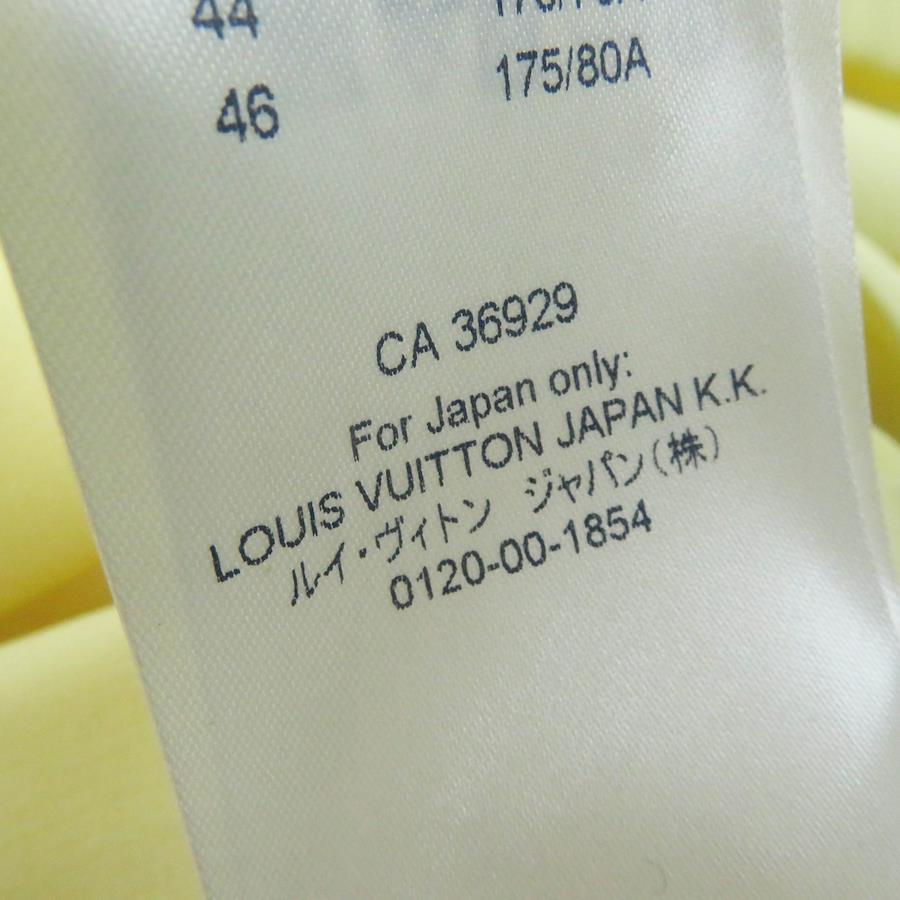 44
46 175/80A
CA 36929
For Japan only:
LOUIS VUITTON JAPAN K.K.
ルイ・ヴィトン ジャパン(株)
0120-00-1854